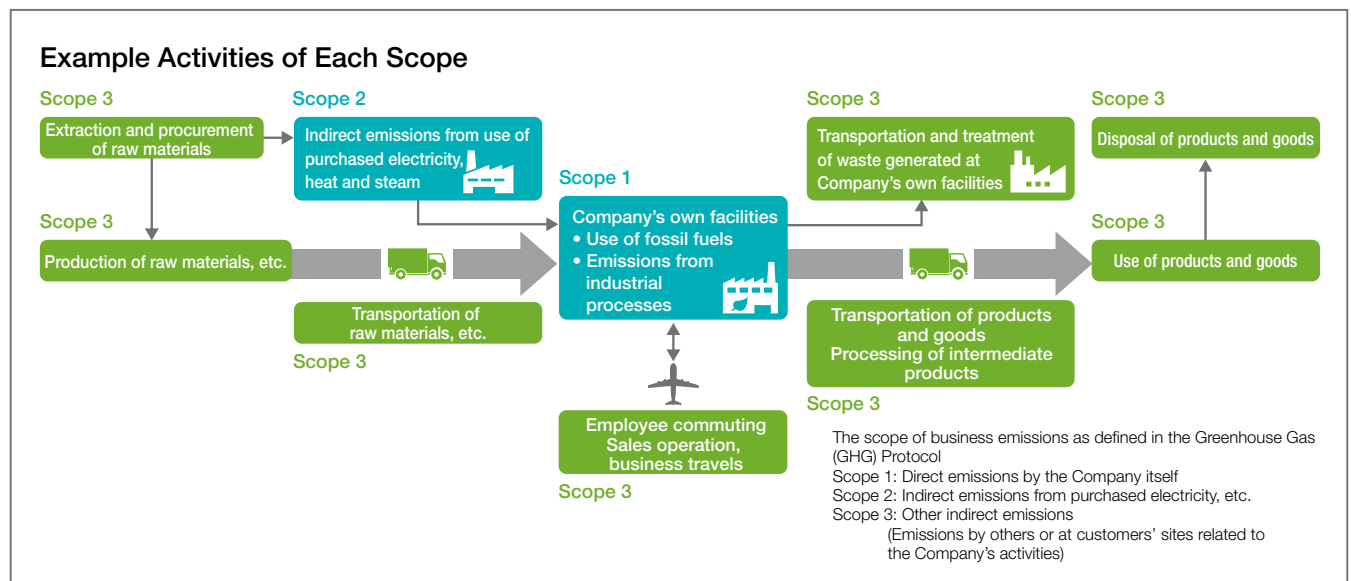 Example Activities of Each Scope
Scope 3
Extraction and procurement
of raw materials
Scope 2
Indirect emissions from use of
purchased electricity,
heat and steam
Scope 3
Production of raw materials, etc.
Transportation of
raw materials, etc.
Scope 3
Scope 1
Company's own facilities
• Use of fossil fuels
• Emissions from
industrial
processes
Employee commuting
Sales operation,
business travels
Scope 3
Scope 3
Transportation and treatment
of waste generated at
Company's own facilities
Transportation of products
and goods
Processing of intermediate
products
Scope 3
Scope 3
Disposal of products and goods
Scope 3
Use of products and goods
The scope of business emissions as defined in the Greenhouse Gas
(GHG) Protocol
Scope 1: Direct emissions by the Company itself
Scope 2: Indirect emissions from purchased electricity, etc.
Scope 3: Other indirect emissions
(Emissions by others or at customers' sites related to
the Company's activities)